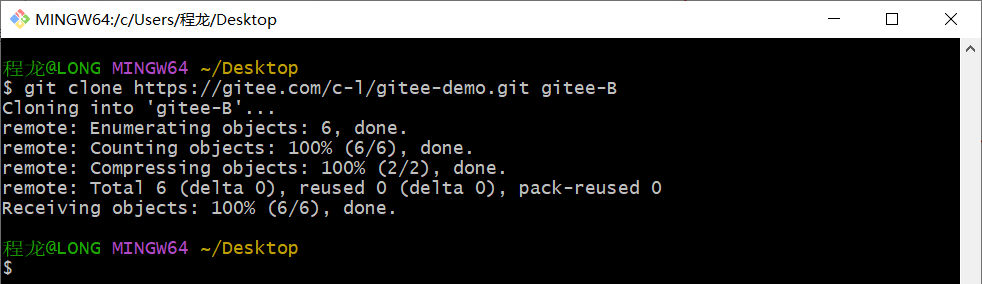 MINGW64:/c/Users/程龙/Desktop
程龙@LONG MINGW64 ~/Desktop
$ git clone https://gitee.com/c-l/gitee-demo.git gitee-B
Cloning into 'gitee-B'...
remote: Enumerating objects: 6, done.
remote: Counting objects: 100% (6/6), done.
remote: Compressing objects: 100% (2/2), done.
remote: Total 6 (delta 0), reused 0 (delta 0), pack-reused 0
Receiving objects: 100% (6/6), done.
程龙@LONG MINGW64 ~/Desktop
$